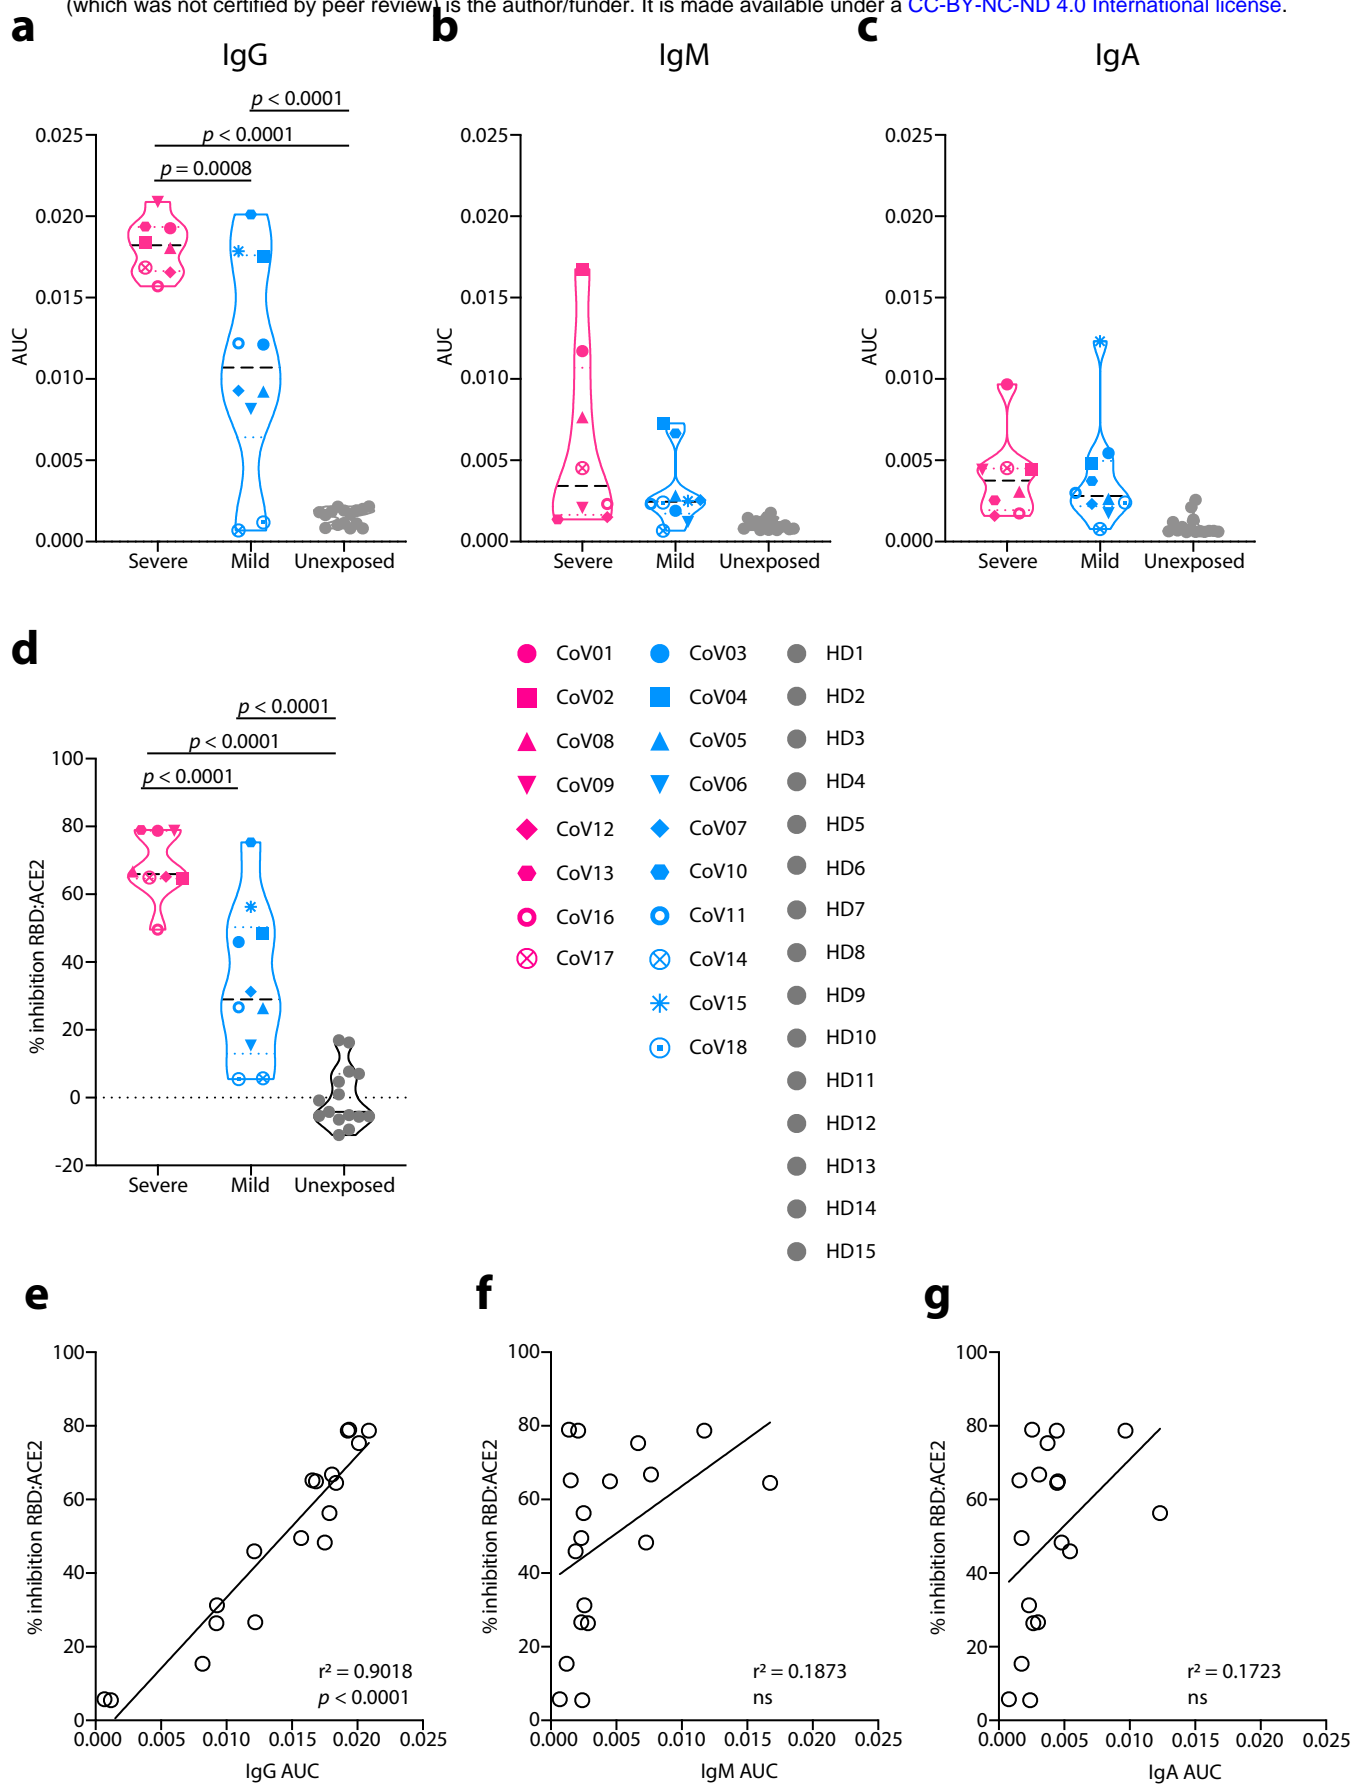 (which was not certified by peer review) is the author/funder. It is made available under a CC-BY-NC-ND 4.0 International license.
a
IgG
p < 0.0001
p < 0.0001
p = 0.0008
0.025
0.020
0.015
0.010
0.005
0.000
AUC
Severe Mild Unexposed
b
IgM
0.025
0.020
0.015
0.010
0.005
0.000
AUC
Severe Mild Unexposed
c
IgA
0.025
0.020
0.015
0.010
0.005
0.000
AUC
Severe Mild Unexposed
d
p < 0.0001
p < 0.0001
p < 0.0001
100
80
60
40
20
0
-20
% inhibition RBD:ACE2
Severe Mild Unexposed
CoV01
CoV02
CoV08
CoV09
CoV12
CoV13
CoV16
CoV17
CoV03
CoV04
CoV05
CoV06
CoV07
CoV10
CoV11
CoV14
CoV15
CoV18
HD1
HD2
HD3
HD4
HD5
HD6
HD7
HD8
HD9
HD10
HD11
HD12
HD13
HD14
HD15
e
100
80
60
40
20
0
% inhibition RBD:ACE2
r² = 0.9018
p < 0.0001
0.000 0.005 0.010 0.015 0.020 0.025
IgG AUC
f
100
80
60
40
20
0
% inhibition RBD:ACE2
r² = 0.1873
ns
0.000 0.005 0.010 0.015 0.020 0.025
IgM AUC
g
100
80
60
40
20
0
% inhibition RBD:ACE2
r² = 0.1723
ns
0.000 0.005 0.010 0.015 0.020 0.025
IgA AUC